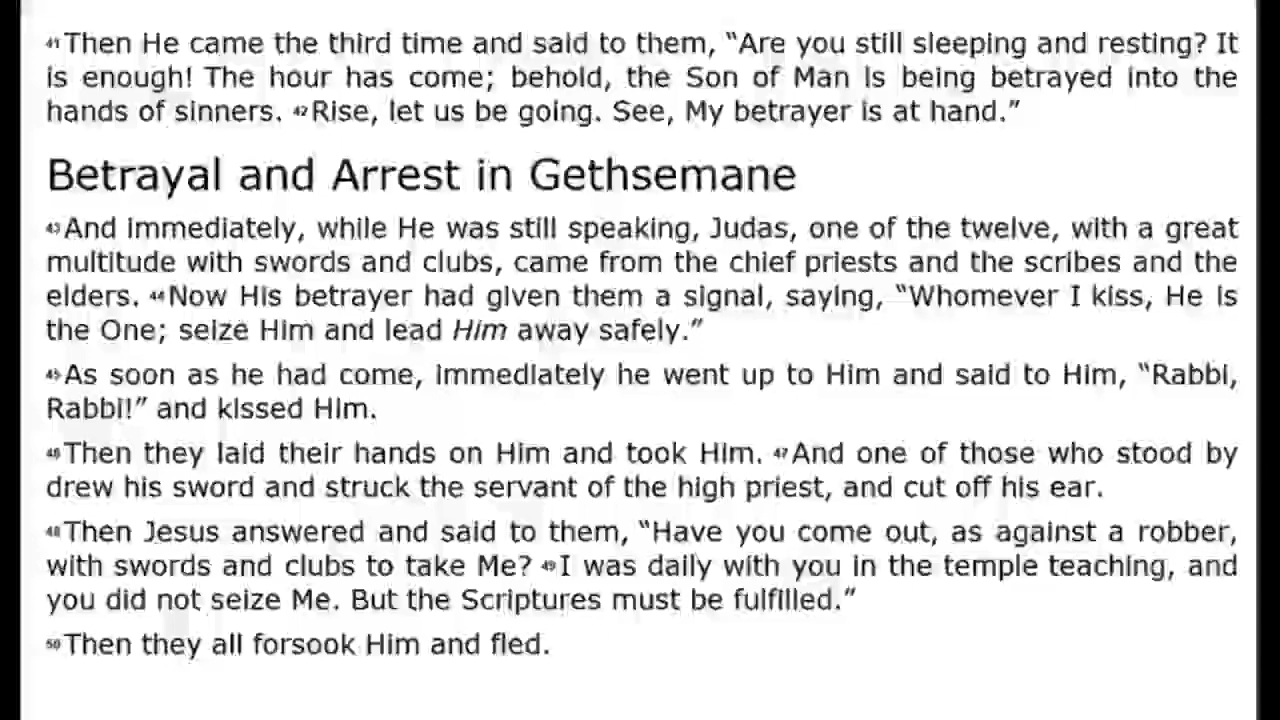 41Then He came the third time and said to them, “Are you still sleeping and resting? It
is enough! The hour has come; behold, the Son of Man is being betrayed into the
hands of sinners. 42Rise, let us be going. See, My betrayer is at hand.”
Betrayal and Arrest in Gethsemane
43And immediately, while He was still speaking, Judas, one of the twelve, with a great
multitude with swords and clubs, came from the chief priests and the scribes and the
elders. 44Now His betrayer had given them a signal, saying, “Whomever I kiss, He is
the One; seize Him and lead Him away safely.”
45As soon as he had come, immediately he went up to Him and said to Him, “Rabbi,
Rabbi!” and kissed Him.
46Then they laid their hands on Him and took Him. 47And one of those who stood by
drew his sword and struck the servant of the high priest, and cut off his ear.
48Then Jesus answered and said to them, “Have you come out, as against a robber,
with swords and clubs to take Me? 49I was daily with you in the temple teaching, and
you did not seize Me. But the Scriptures must be fulfilled.”
50Then they all forsook Him and fled.